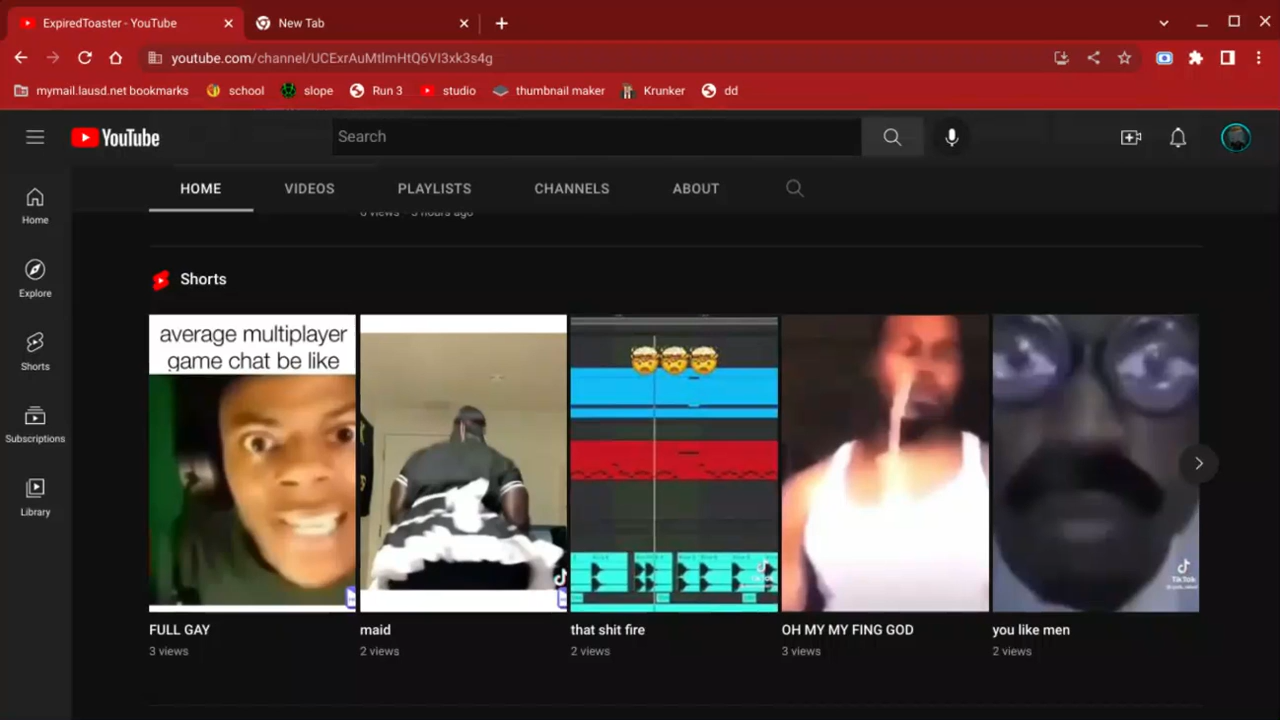 ExpiredToaster - YouTube
New Tab
youtube.com/channel/UCExrAuMtlmHtQ6VI3xk3s4g
mymail.lausd.net bookmarks
school
slope
Run 3
studio
thumbnail maker
Krunker
dd
YouTube
Search
HOME
VIDEOS
PLAYLISTS
CHANNELS
ABOUT
Home
Explore
Shorts
Subscriptions
Library
Shorts
average multiplayer
game chat be like
TikTok
FULL GAY
3 views
maid
2 views
that shit fire
2 views
OH MY MY FING GOD
3 views
you like men
2 views